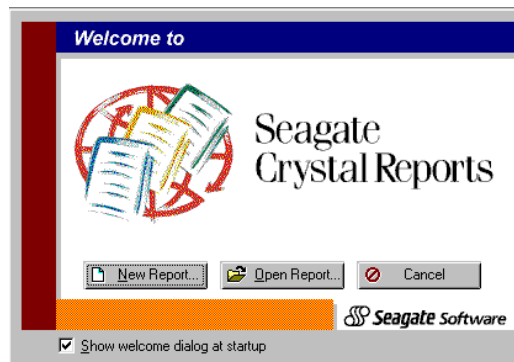 Welcome to
Seagate
Crystal Reports
New Report... Open Report... Cancel
Seagate Software
Show welcome dialog at startup